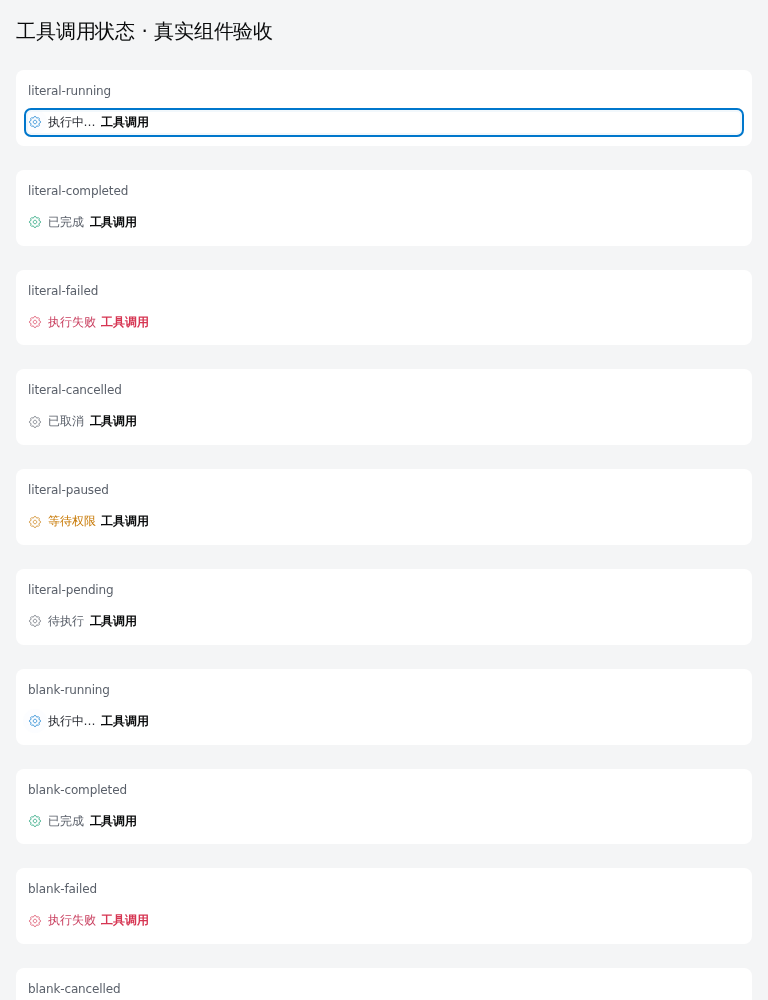 工具调用状态 · 真实组件验收
literal-running
执行中... 工具调用
literal-completed
已完成 工具调用
literal-failed
执行失败 工具调用
literal-cancelled
已取消 工具调用
literal-paused
等待权限 工具调用
literal-pending
待执行 工具调用
blank-running
执行中... 工具调用
blank-completed
已完成 工具调用
blank-failed
执行失败 工具调用
blank-cancelled